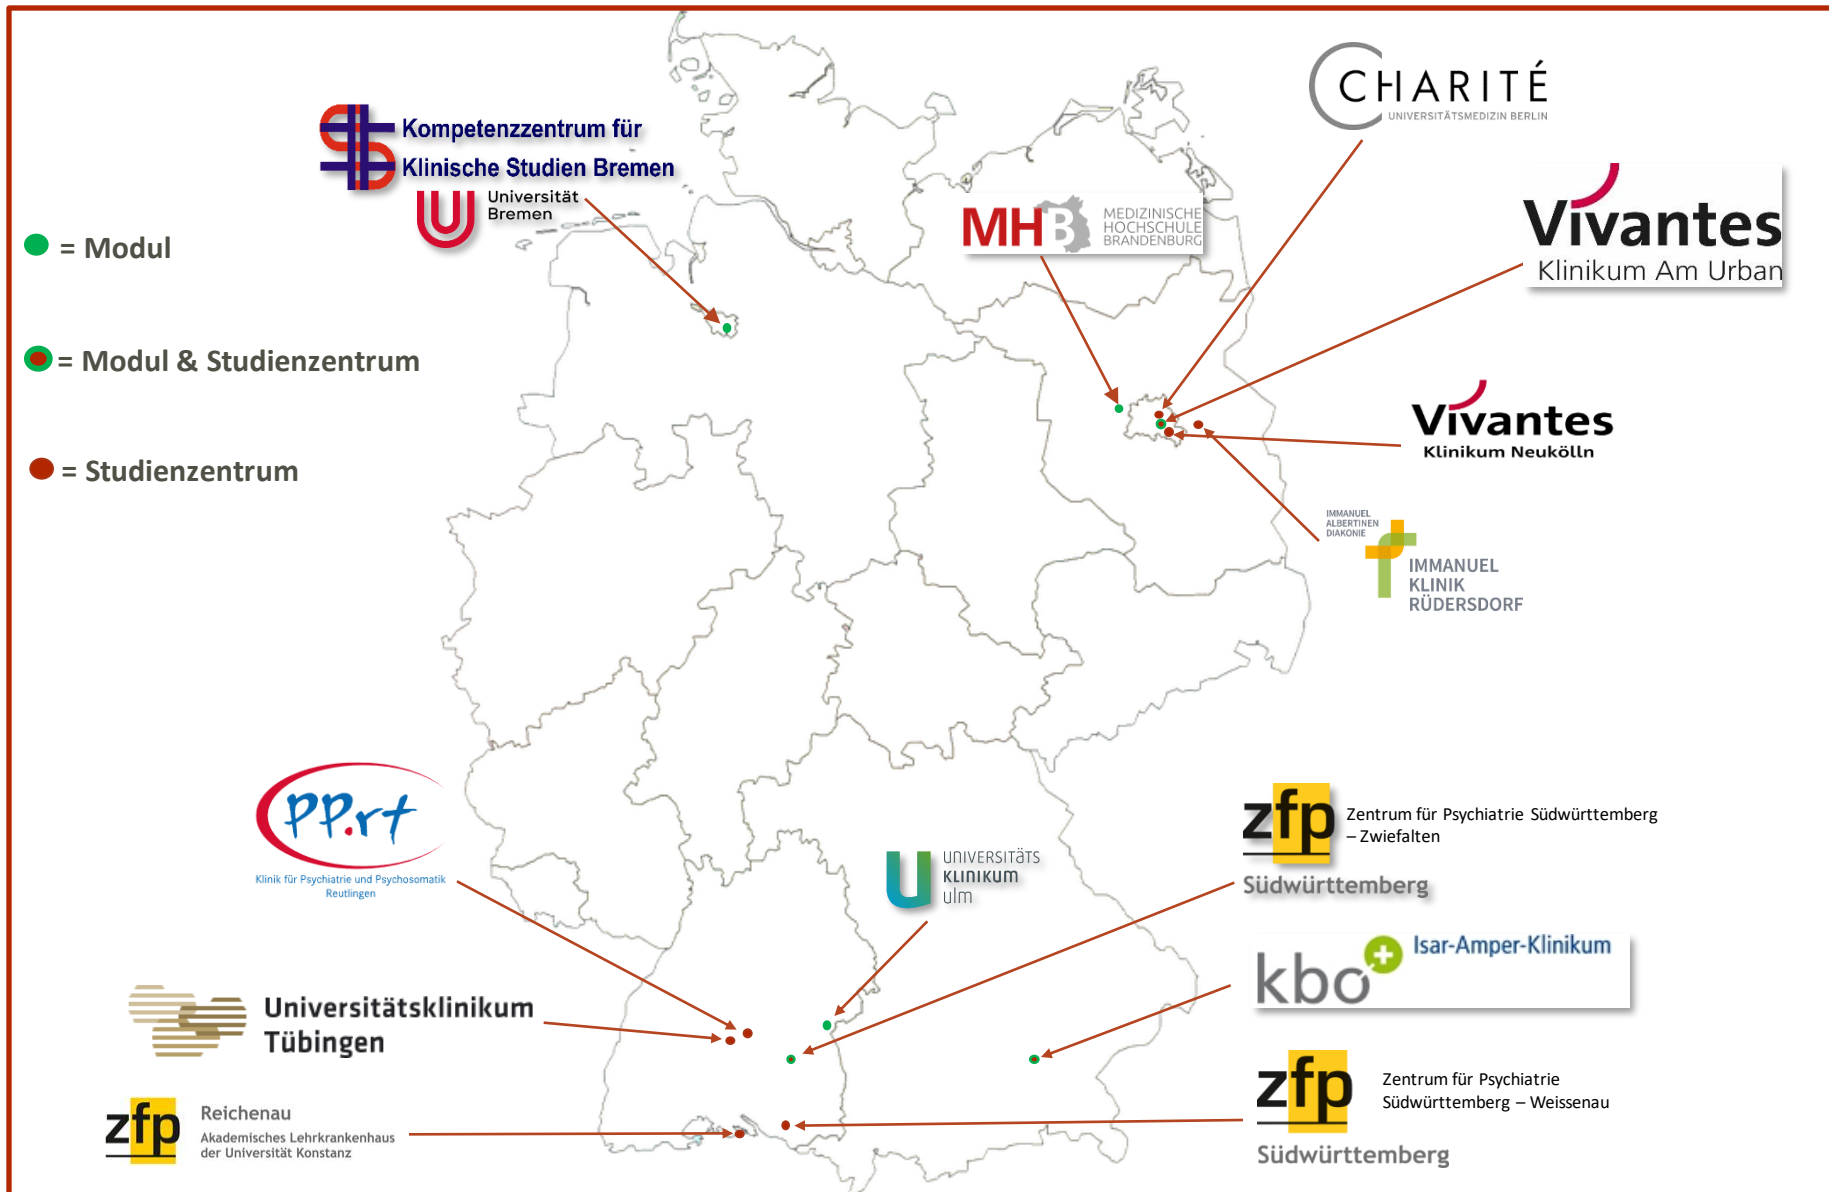 Kompetenzzentrum für
Klinische Studien Bremen
Universität
Bremen
CHARITÉ
UNIVERSITÄTSMEDIZIN BERLIN
MHB
MEDIZINISCHE
HOCHSCHULE
BRANDENBURG
Vivantes
Klinikum Am Urban
= Modul
= Modul & Studienzentrum
= Studienzentrum
Vivantes
Klinikum Neukölln
IMMANUEL
ALBERTINEN
DIAKONIE
IMMANUEL
KLINIK
RÜDERSDORF
PP.rt
Klinik für Psychiatrie und Psychosomatik
Reutlingen
UNIVERSITÄTS
KLINIKUM
ulm
zfp
Zentrum für Psychiatrie Südwürttemberg
– Zwiefalten
Südwürttemberg
kbo
Isar-Amper-Klinikum
Universitätsklinikum
Tübingen
zfp
Reichenau
Akademisches Lehrkrankenhaus
der Universität Konstanz
zfp
Zentrum für Psychiatrie
Südwürttemberg – Weissenau
Südwürttemberg